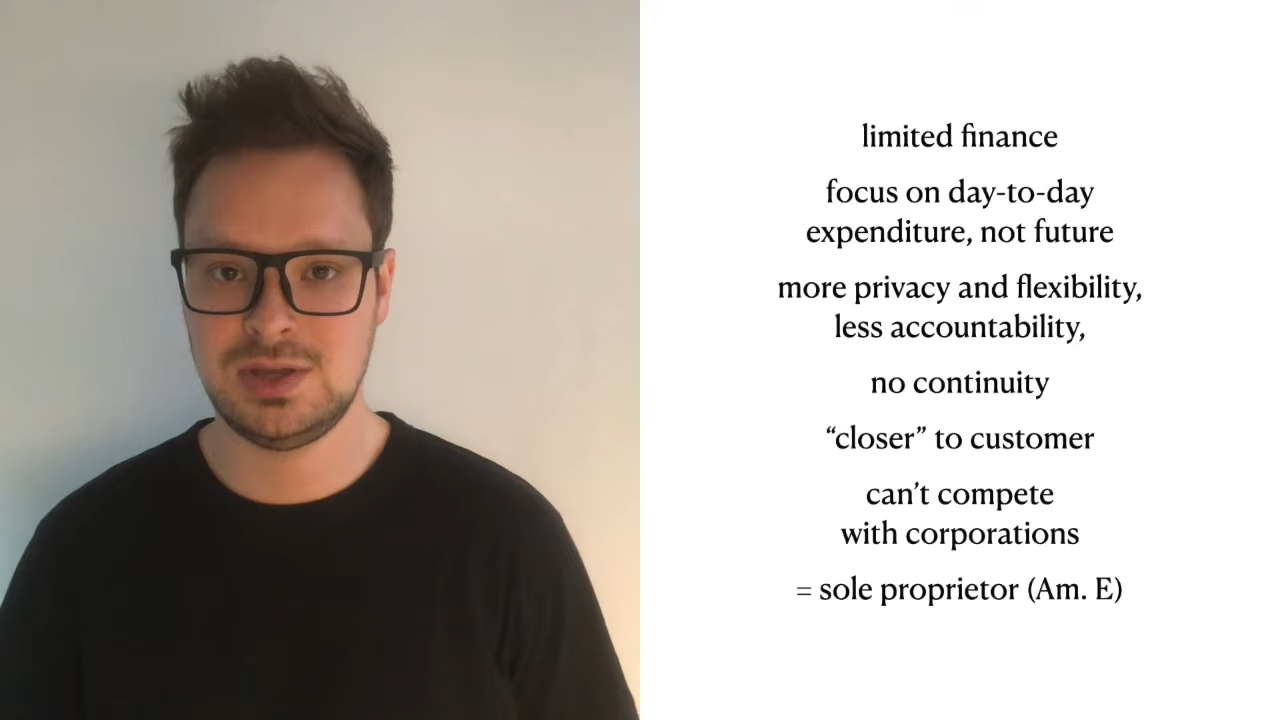 limited finance
focus on day-to-day
expenditure, not future
more privacy and flexibility,
less accountability,
no continuity
“closer” to customer
can’t compete
with corporations
= sole proprietor (Am. E)